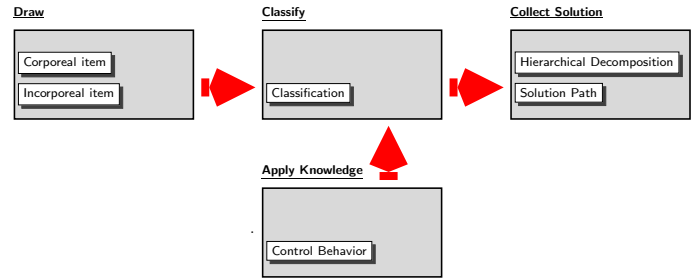 Draw
Classify
Collect Solution
Corporeal item
Incorporeal item
Classification
Hierarchical Decomposition
Solution Path
Apply Knowledge
.
Control Behavior